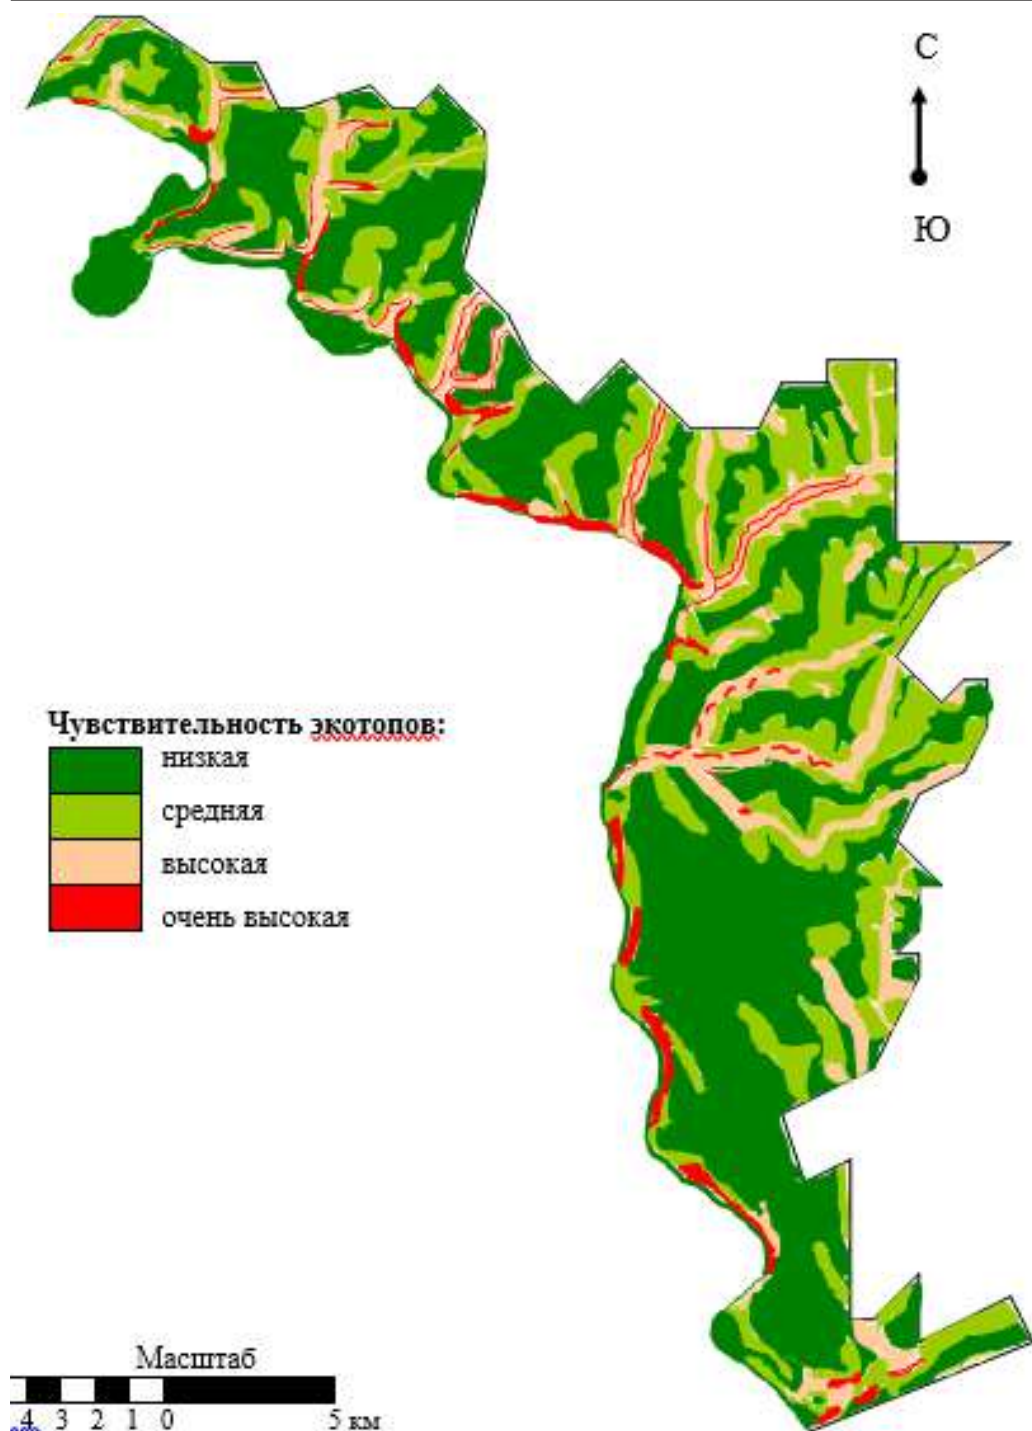 С
Ю
Чувствительность экотопов:
низкая
средняя
высокая
очень высокая
Масштаб
4 3 2 1 0 5 км